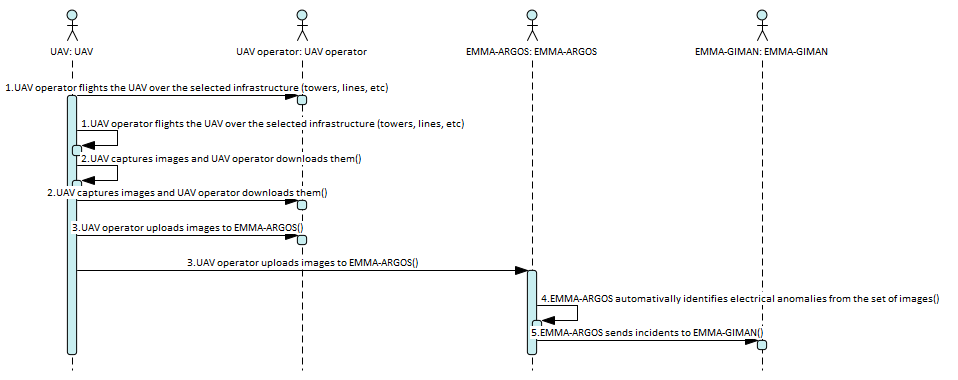 UAV: UAV
UAV operator: UAV operator
EMMA-ARGOS: EMMA-ARGOS
EMMA-GIMAN: EMMA-GIMAN
1.UAV operator flights the UAV over the selected infrastructure (towers, lines, etc)
1.UAV operator flights the UAV over the selected infrastructure (towers, lines, etc)
2.UAV captures images and UAV operator downloads them()
2.UAV captures images and UAV operator downloads them()
3.UAV operator uploads images to EMMA-ARGOS()
3.UAV operator uploads images to EMMA-ARGOS()
4.EMMA-ARGOS automativally identifies electrical anomalies from the set of images()
5.EMMA-ARGOS sends incidents to EMMA-GIMAN()